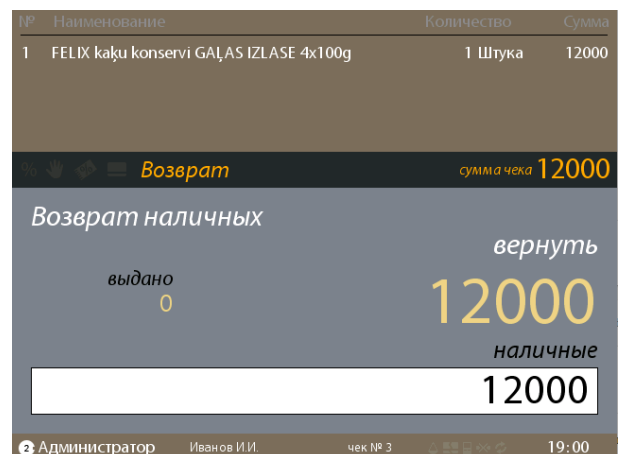 № Наименование Количество Сумма
1 FELIX kaķu konservi GAĻAS IZLASE 4x100g 1 Штука 12000
% Возврат сумма чека 12000
Возврат наличных
вернуть
выдано
0
12000
наличные
12000
2 Администратор Иванов И.И. чек № 3 19:00